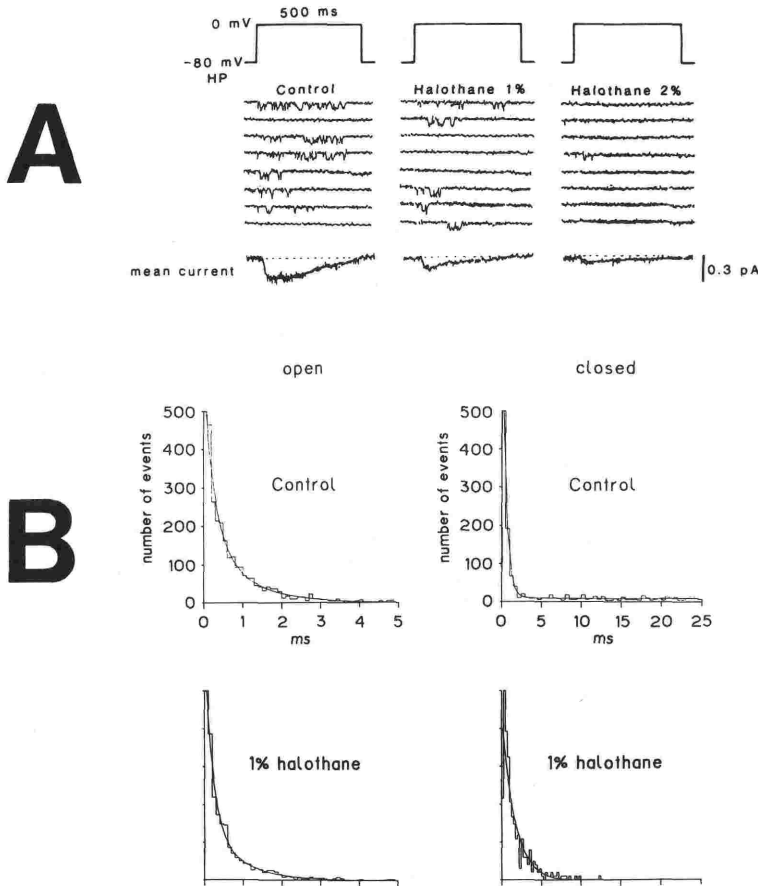 500 ms
0 mV
-80 mV
HP
Control Halothane 1% Halothane 2%
A
mean current
0.3 pA
open closed
B
500 500
400 400
300 300
200 200
100 100
0 0
number of events number of events
Control Control
0 1 2 3 4 5 0 5 10 15 20 25
ms ms
1% halothane 1% halothane